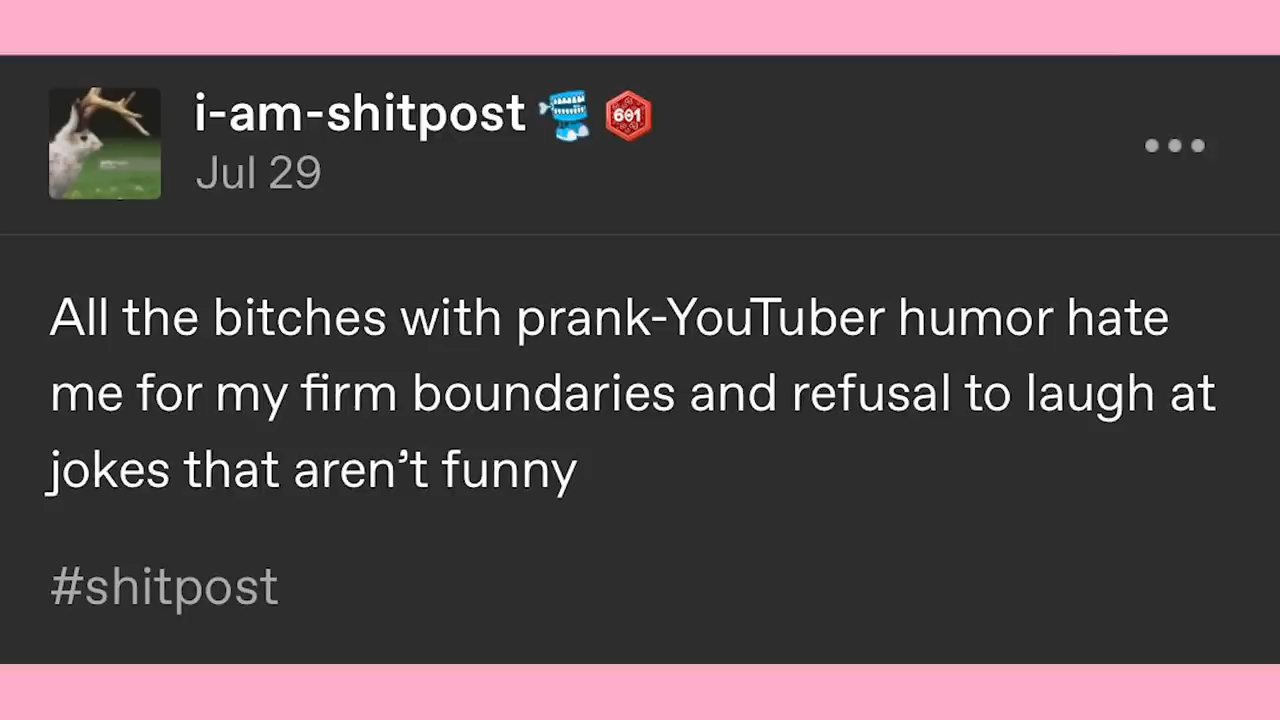 i-am-shitpost
601
Jul 29
All the bitches with prank-YouTuber humor hate
me for my firm boundaries and refusal to laugh at
jokes that aren’t funny
#shitpost